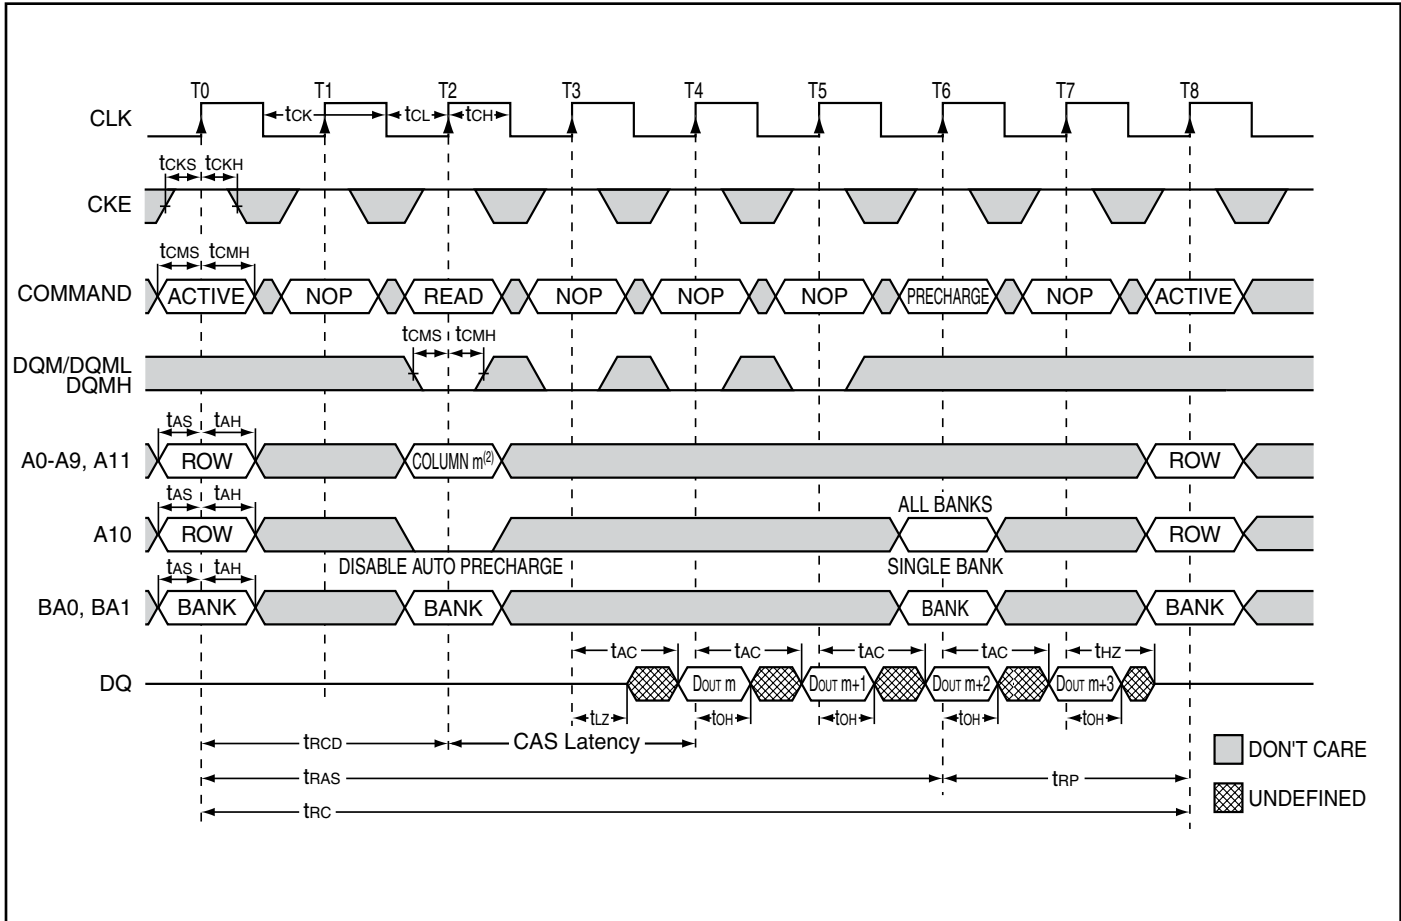 T0 T1 T2 T3 T4 T5 T6 T7 T8
CLK tCK tCL tCH
tCKS tCKH
CKE
tCMS tCMH
COMMAND ACTIVE NOP READ NOP NOP NOP PRECHARGE NOP ACTIVE
tCMS tCMH
DQM/DQML
DQMH
tAS tAH
A0-A9, A11 ROW COLUMN m(2) ROW
tAS tAH ALL BANKS
A10 ROW ROW
tAS tAH DISABLE AUTO PRECHARGE SINGLE BANK
BA0, BA1 BANK BANK BANK BANK
tAC tAC tAC tAC tHZ
DQ DOUT m DOUT m+1 DOUT m+2 DOUT m+3
tLZ tOH tOH tOH tOH
tRCD CAS Latency
DON'T CARE
tRAS tRP
UNDEFINED
tRC